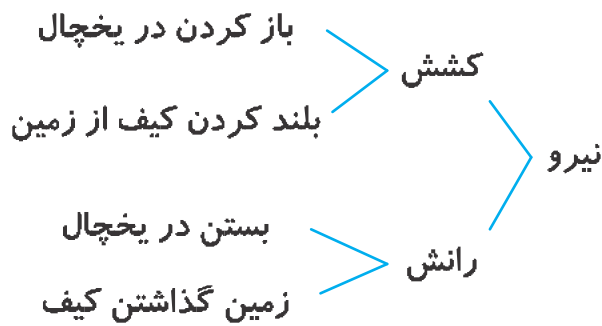 باز کردن در یخچال
کشش
بلند کردن کیف از زمین
نیرو
بستن در یخچال
رانش
زمین گذاشتن کیف